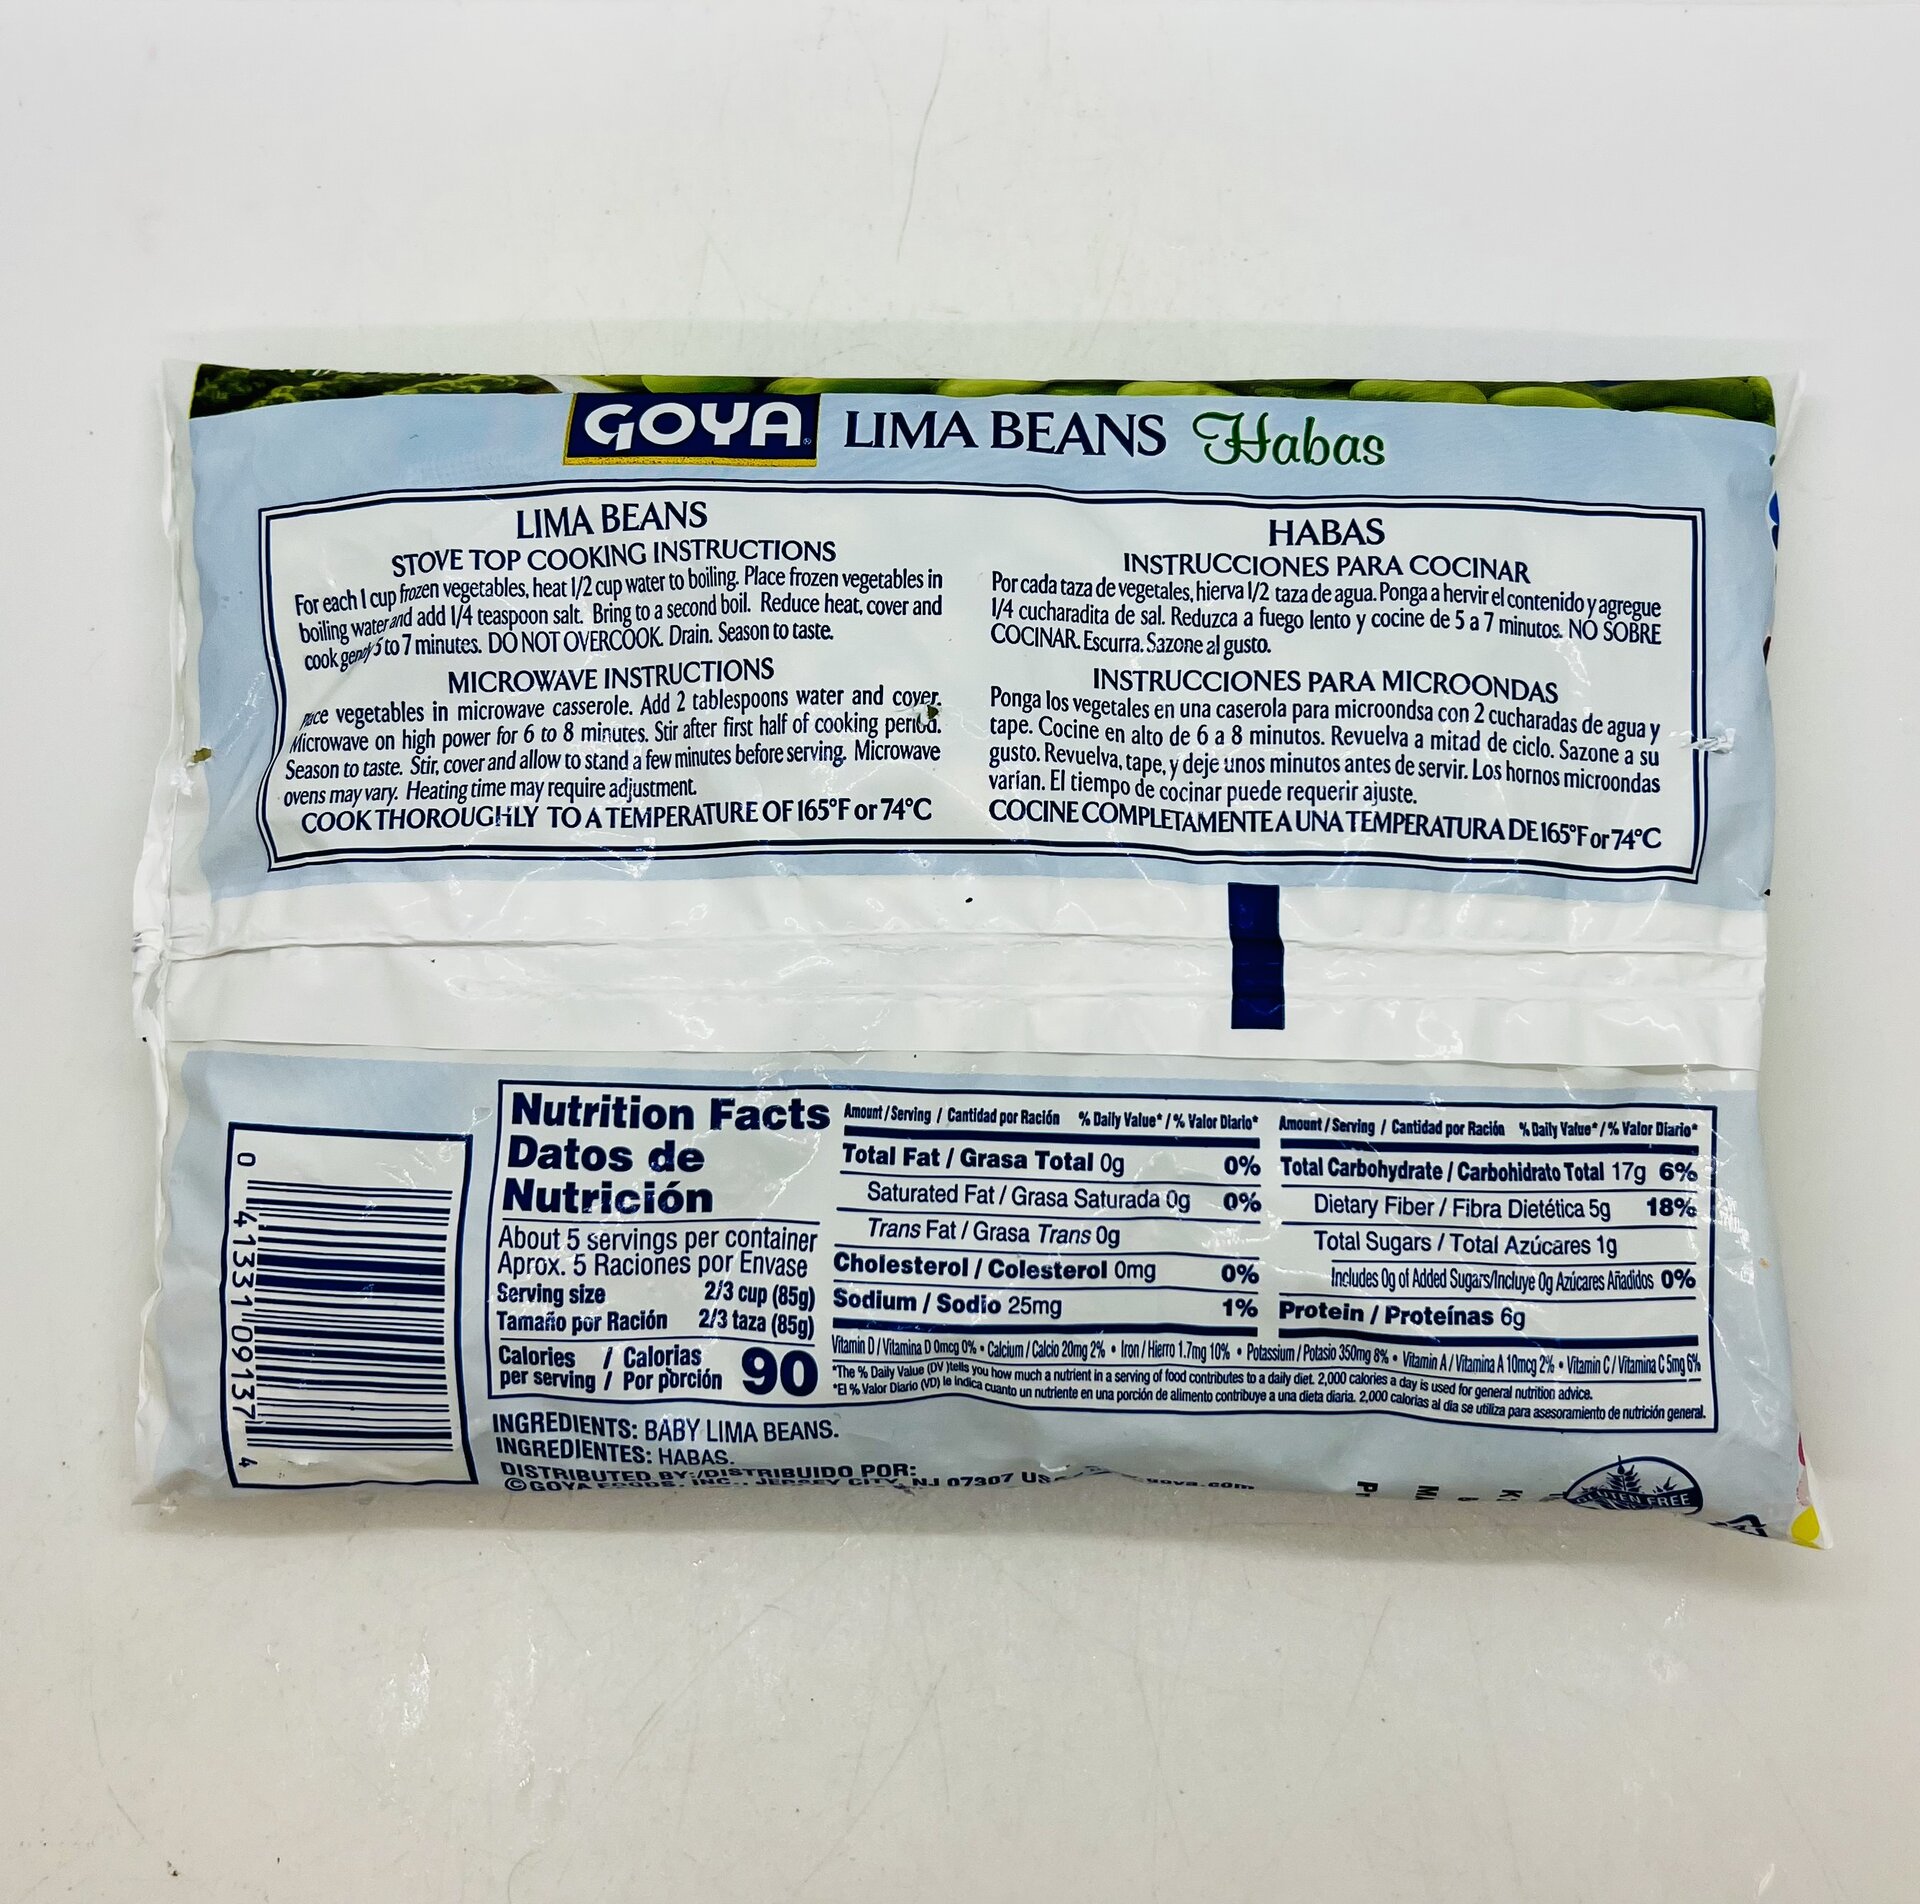 GOYA LIMA BEANS Habas
LIMA BEANS
STOVE TOP COOKING INSTRUCTIONS
For each 1 cup frozen vegetables, heat 1/2 cup water to boiling. Place frozen vegetables in
boiling water and add 1/4 teaspoon salt. Bring to a second boil. Reduce heat, cover and
cook gently 5 to 7 minutes. DO NOT OVERCOOK. Drain. Season to taste.
MICROWAVE INSTRUCTIONS
Place vegetables in microwave casserole. Add 2 tablespoons water and cover.
Microwave on high power for 6 to 8 minutes. Stir after first half of cooking period.
Season to taste. Stir, cover and allow to stand a few minutes before serving. Microwave
ovens may vary. Heating time may require adjustment.
COOK THOROUGHLY TO A TEMPERATURE OF 165°F or 74°C
HABAS
INSTRUCCIONES PARA COCINAR
Por cada taza de vegetales, hierva 1/2 taza de agua. Ponga a hervir el contenido y agregue
1/4 cucharadita de sal. Reduzca a fuego lento y cocine de 5 a 7 minutos. NO SOBRE
COCINAR. Escurra. Sazone al gusto.
INSTRUCCIONES PARA MICROONDAS
Ponga los vegetales en una caserola para microondsa con 2 cucharadas de agua y
tape. Cocine en alto de 6 a 8 minutos. Revuelva a mitad de ciclo. Sazone a su
gusto. Revuelva, tape, y deje unos minutos antes de servir. Los hornos microondas
varían. El tiempo de cocinar puede requerir ajuste.
COCINE COMPLETAMENTE A UNA TEMPERATURA DE 165°F or 74°C
0 41331 09137 4
Nutrition Facts
Datos de
Nutrición
About 5 servings per container
Aprox. 5 Raciones por Envase
Serving size 2/3 cup (85g)
Tamaño por Ración 2/3 taza (85g)
Calories / Calorias
per serving / Por porción 90
Amount / Serving / Cantidad por Ración % Daily Value* / % Valor Diario*
Total Fat / Grasa Total 0g 0%
Saturated Fat / Grasa Saturada 0g 0%
Trans Fat / Grasa Trans 0g
Cholesterol / Colesterol 0mg 0%
Sodium / Sodio 25mg 1%
Amount / Serving / Cantidad por Ración % Daily Value* / % Valor Diario*
Total Carbohydrate / Carbohidrato Total 17g 6%
Dietary Fiber / Fibra Dietética 5g 18%
Total Sugars / Total Azúcares 1g
Includes 0g of Added Sugars/Incluye 0g Azúcares Añadidos 0%
Protein / Proteínas 6g
Vitamin D / Vitamina D 0mcg 0% • Calcium / Calcio 20mg 2% • Iron / Hierro 1.7mg 10% • Potassium / Potasio 350mg 8% • Vitamin A / Vitamina A 10mcg 2% • Vitamin C / Vitamina C 5mg 6%
*The % Daily Value (DV) tells you how much a nutrient in a serving of food contributes to a daily diet. 2,000 calories a day is used for general nutrition advice.
*El % Valor Diario (VD) le indica cuanto un nutriente en una porción de alimento contribuye a una dieta diaria. 2,000 calorias al día se utiliza para asesoramiento de nutrición general.
INGREDIENTS: BABY LIMA BEANS.
INGREDIENTES: HABAS.
DISTRIBUTED BY:/DISTRIBUIDO POR:
©GOYA FOODS, INC., JERSEY CITY, NJ 07307
GLUTEN FREE